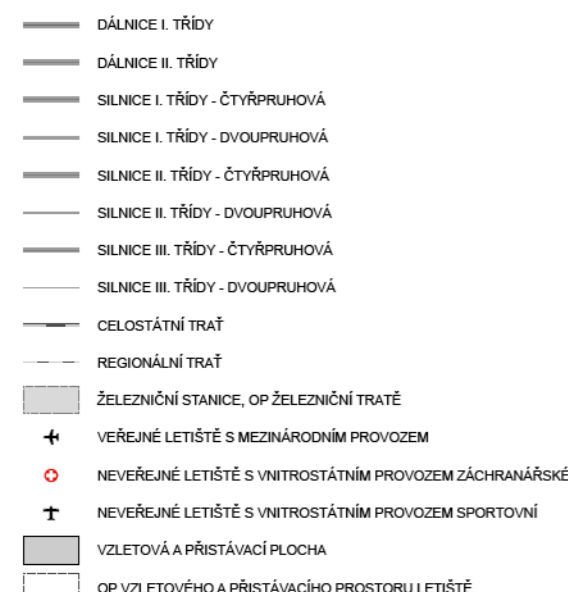 DÁLNICE I. TŘÍDY
DÁLNICE II. TŘÍDY
SILNICE I. TŘÍDY - ČTYŘPRUHOVÁ
SILNICE I. TŘÍDY - DVOUPRUHOVÁ
SILNICE II. TŘÍDY - ČTYŘPRUHOVÁ
SILNICE II. TŘÍDY - DVOUPRUHOVÁ
SILNICE III. TŘÍDY - ČTYŘPRUHOVÁ
SILNICE III. TŘÍDY - DVOUPRUHOVÁ
CELOSTÁTNÍ TRAŤ
REGIONÁLNÍ TRAŤ
ŽELEZNIČNÍ STANICE, OP ŽELEZNIČNÍ TRATĚ
VEŘEJNÉ LETIŠTĚ S MEZINÁRODNÍM PROVOZEM
NEVEŘEJNÉ LETIŠTĚ S VNITROSTÁTNÍM PROVOZEM ZÁCHRANÁŘSKÉ
NEVEŘEJNÉ LETIŠTĚ S VNITROSTÁTNÍM PROVOZEM SPORTOVNÍ
VZLETOVÁ A PŘISTÁVACÍ PLOCHA
OP VZLETOVÉHO A PŘISTÁVACÍHO PROSTORU LETIŠTĚ